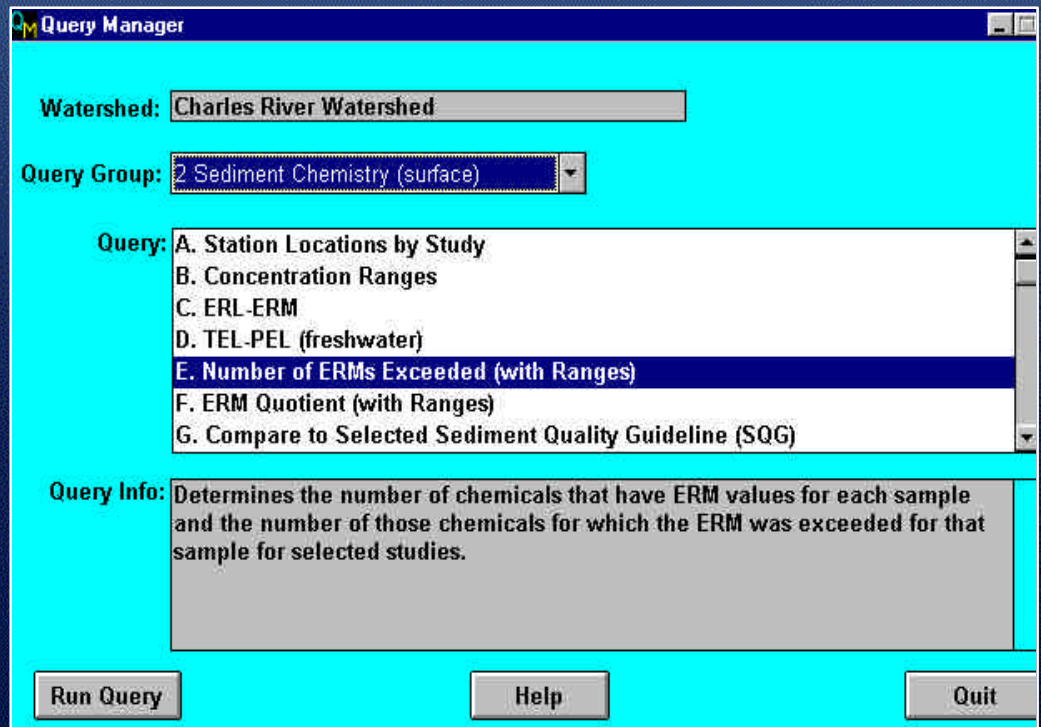 QM Query Manager
Watershed: Charles River Watershed
Query Group: 2 Sediment Chemistry (surface)
Query: A. Station Locations by Study
B. Concentration Ranges
C. ERL-ERM
D. TEL-PEL (freshwater)
E. Number of ERMs Exceeded (with Ranges)
F. ERM Quotient (with Ranges)
G. Compare to Selected Sediment Quality Guideline (SQG)
Query Info: Determines the number of chemicals that have ERM values for each sample
and the number of those chemicals for which the ERM was exceeded for that
sample for selected studies.
Run Query Help Quit